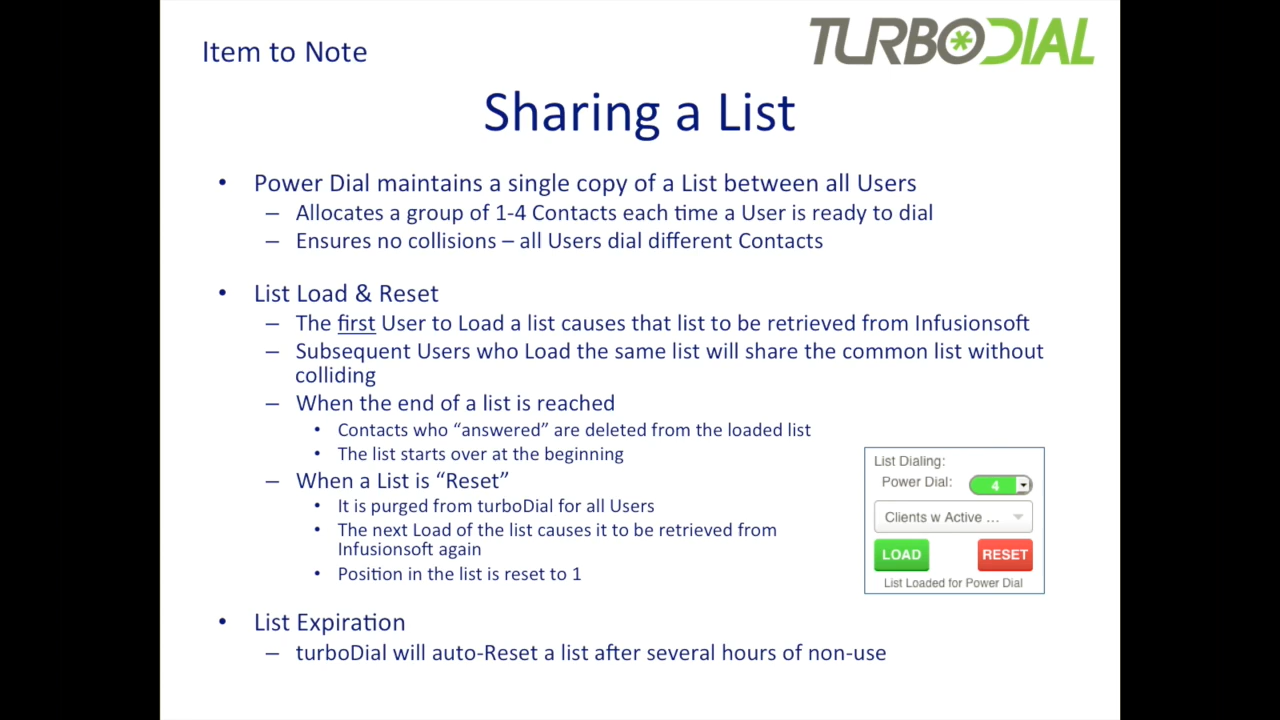 Item to Note
TURBODIAL
Sharing a List
• Power Dial maintains a single copy of a List between all Users
– Allocates a group of 1-4 Contacts each time a User is ready to dial
– Ensures no collisions – all Users dial different Contacts
• List Load & Reset
– The first User to Load a list causes that list to be retrieved from Infusionsoft
– Subsequent Users who Load the same list will share the common list without
colliding
– When the end of a list is reached
• Contacts who “answered” are deleted from the loaded list
• The list starts over at the beginning
– When a List is “Reset”
• It is purged from turboDial for all Users
• The next Load of the list causes it to be retrieved from
Infusionsoft again
• Position in the list is reset to 1
List Dialing:
Power Dial: 4
Clients w Active ...
LOAD RESET
List Loaded for Power Dial
• List Expiration
– turboDial will auto-Reset a list after several hours of non-use